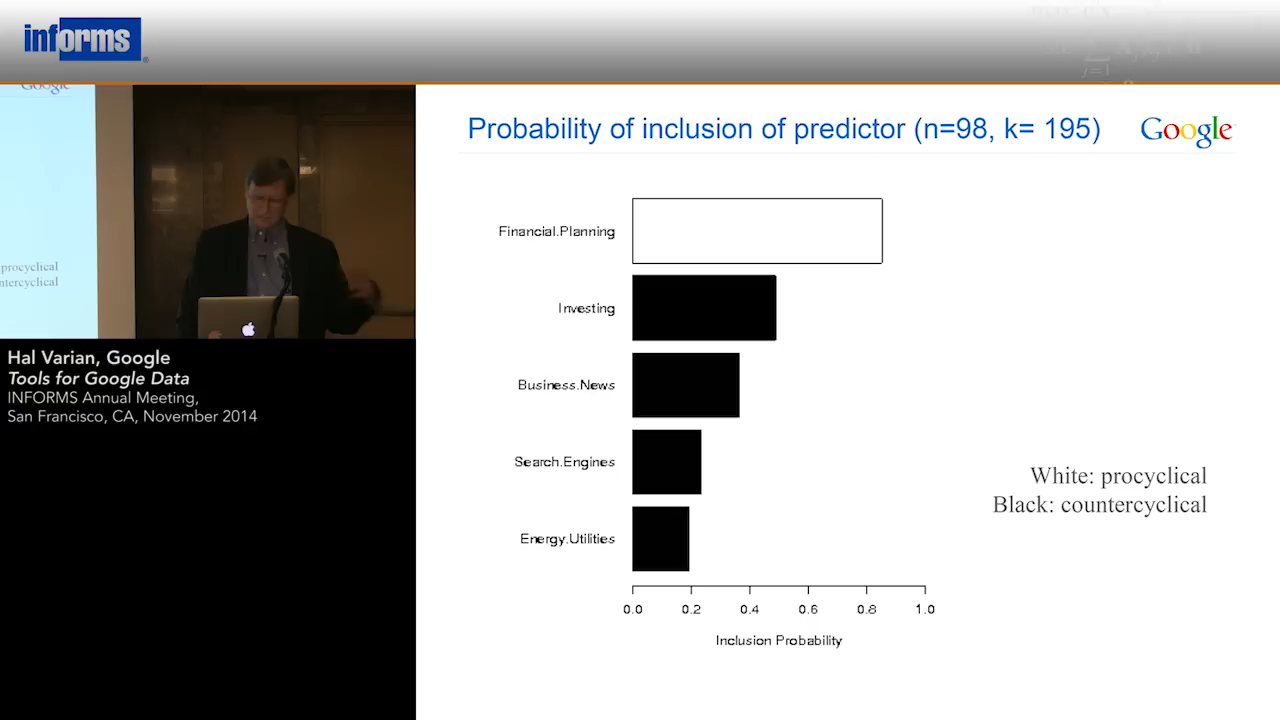 informs
Google
procyclical
Hal Varian, Google
Tools for Google Data
INFORMS Annual Meeting,
San Francisco, CA, November 2014
Probability of inclusion of predictor (n=98, k= 195)
Google
Financial.Planning
Investing
Business.News
Search.Engines
Energy.Utilities
0.0 0.2 0.4 0.6 0.8 1.0
Inclusion Probability
White: procyclical
Black: countercyclical